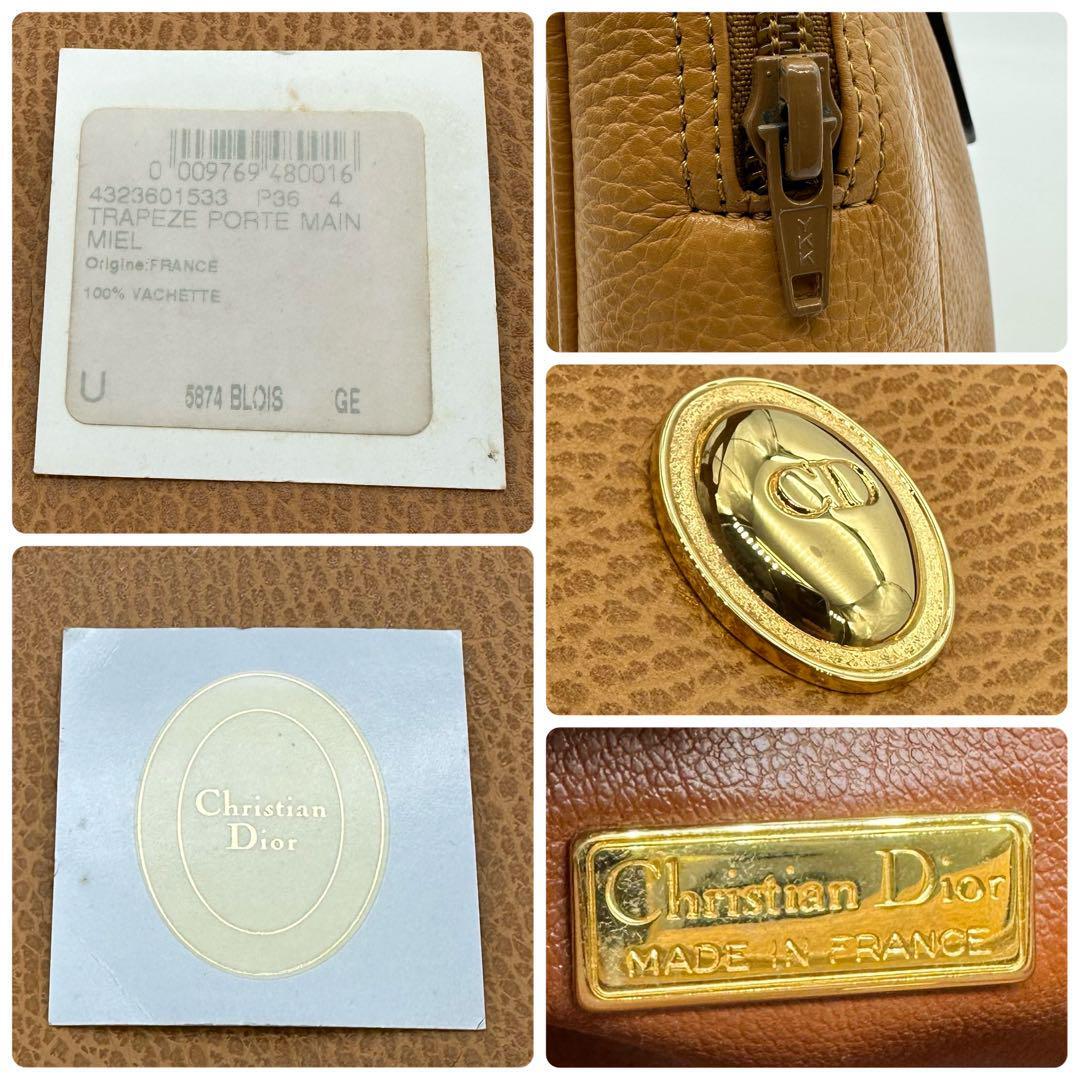 0 009769 480016
4323601533 P36 4
TRAPEZE PORTE MAIN
MIEL
Origine:FRANCE
100% VACHETTE
U 5874 BLOIS GE
YKK
CD
Christian
Dior
Christian Dior
MADE IN FRANCE